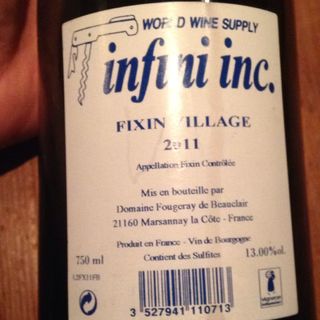 WORLD WINE SUPPLY
infini inc.
FIXIN VILLAGE
2011
Appellation Fixin Contrôlée
Mis en bouteille par
Domaine Fougeray de Beauclair
21160 Marsannay la Côte - France
Produit en France - Vin de Bourgogne
750 ml
Contient des Sulfites
13.00%ol.
3 527941 110713